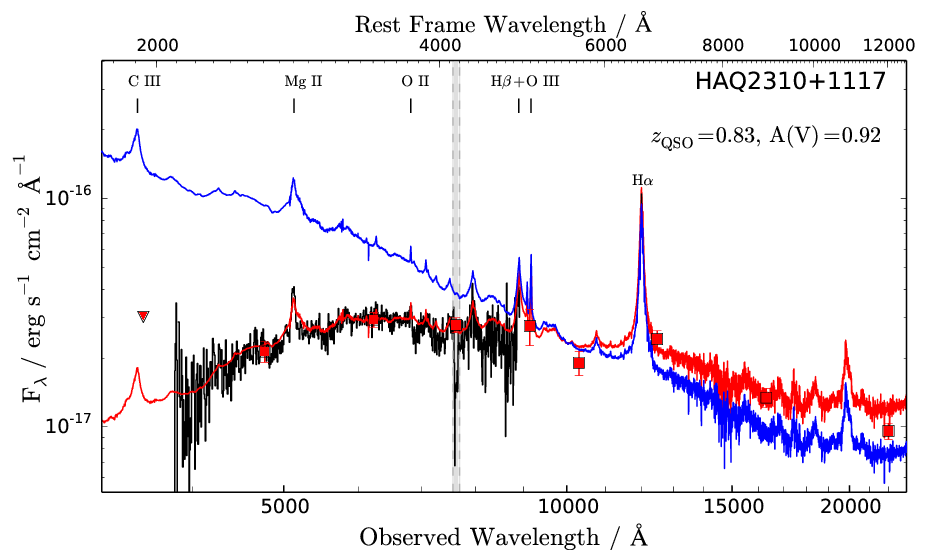 Rest Frame Wavelength / Å
2000 4000 6000 8000 10000 12000
C III Mg II O II Hβ+O III HAQ2310+1117
z_QSO=0.83, A(V)=0.92
Hα
10⁻¹⁶
10⁻¹⁷
F_λ / erg s⁻¹ cm⁻² Å⁻¹
5000 10000 15000 20000
Observed Wavelength / Å